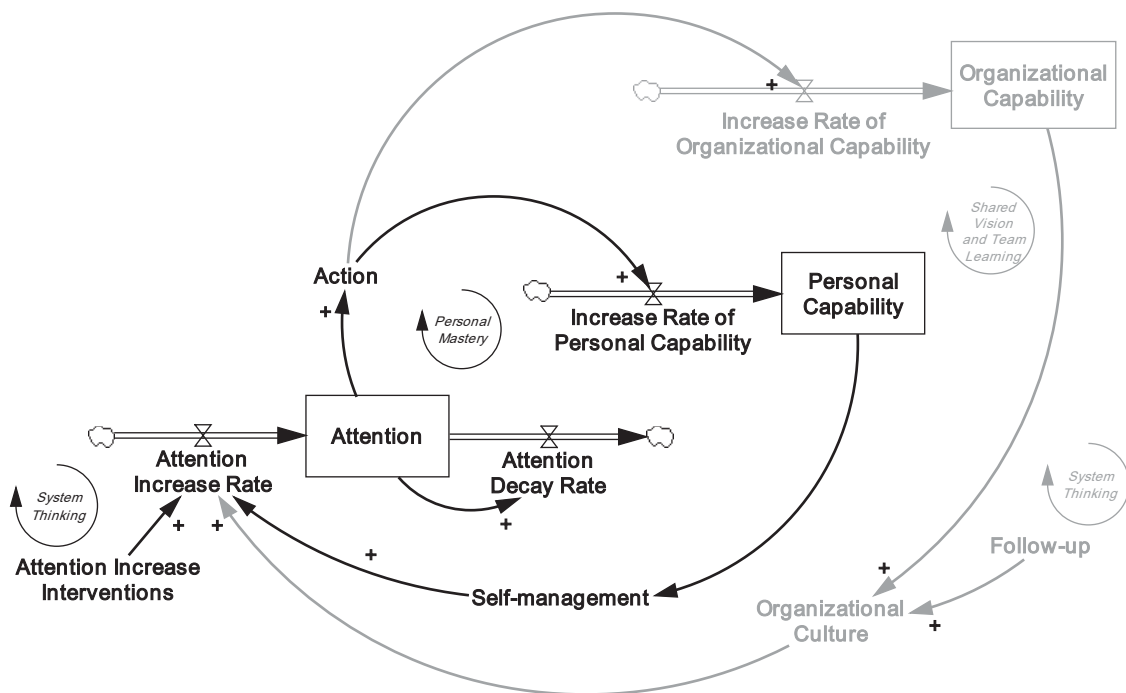 Organizational
Capability
+
Increase Rate of
Organizational Capability
Shared
Vision
and Team
Learning
Action
+
+
Personal
Capability
Increase Rate of
Personal Capability
Personal
Mastery
Attention
Attention
Increase Rate
Attention
Decay Rate
System
Thinking
System
Thinking
+
+
+
Attention Increase
Interventions
+
Follow-up
+
Self-management
Organizational
Culture
+